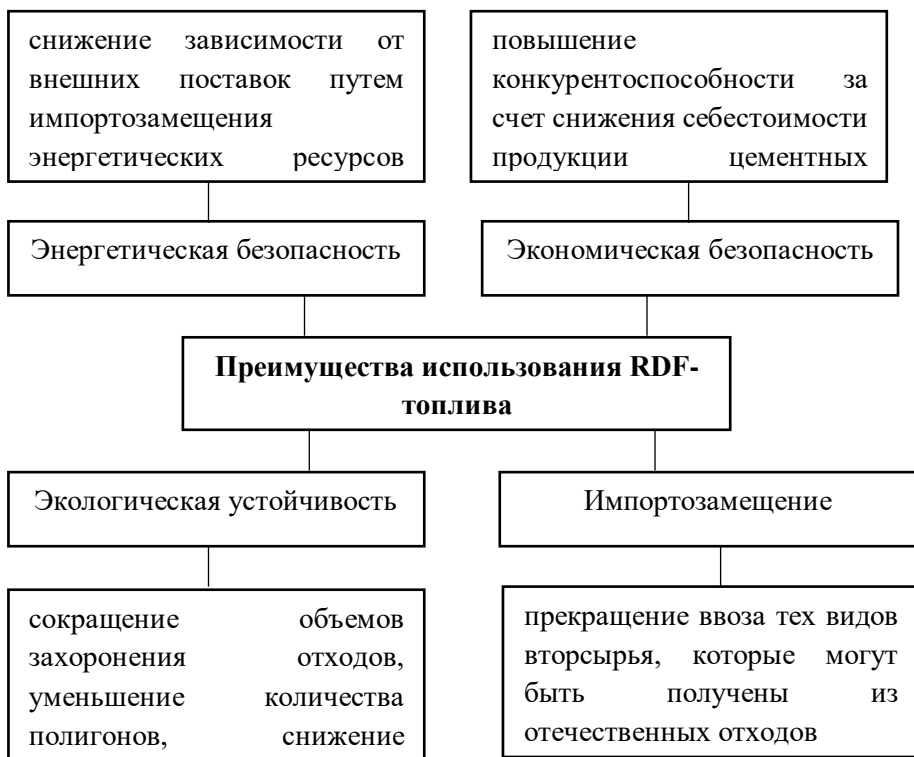 снижение зависимости от
внешних поставок путем
импортозамещения
энергетических ресурсов
повышение
конкурентоспособности за
счет снижения себестоимости
продукции цементных
Энергетическая безопасность
Экономическая безопасность
Преимущества использования RDF-
топлива
Экологическая устойчивость
Импортозамещение
сокращение объемов
захоронения отходов,
уменьшение количества
полигонов, снижение
прекращение ввоза тех видов
вторсырья, которые могут
быть получены из
отечественных отходов